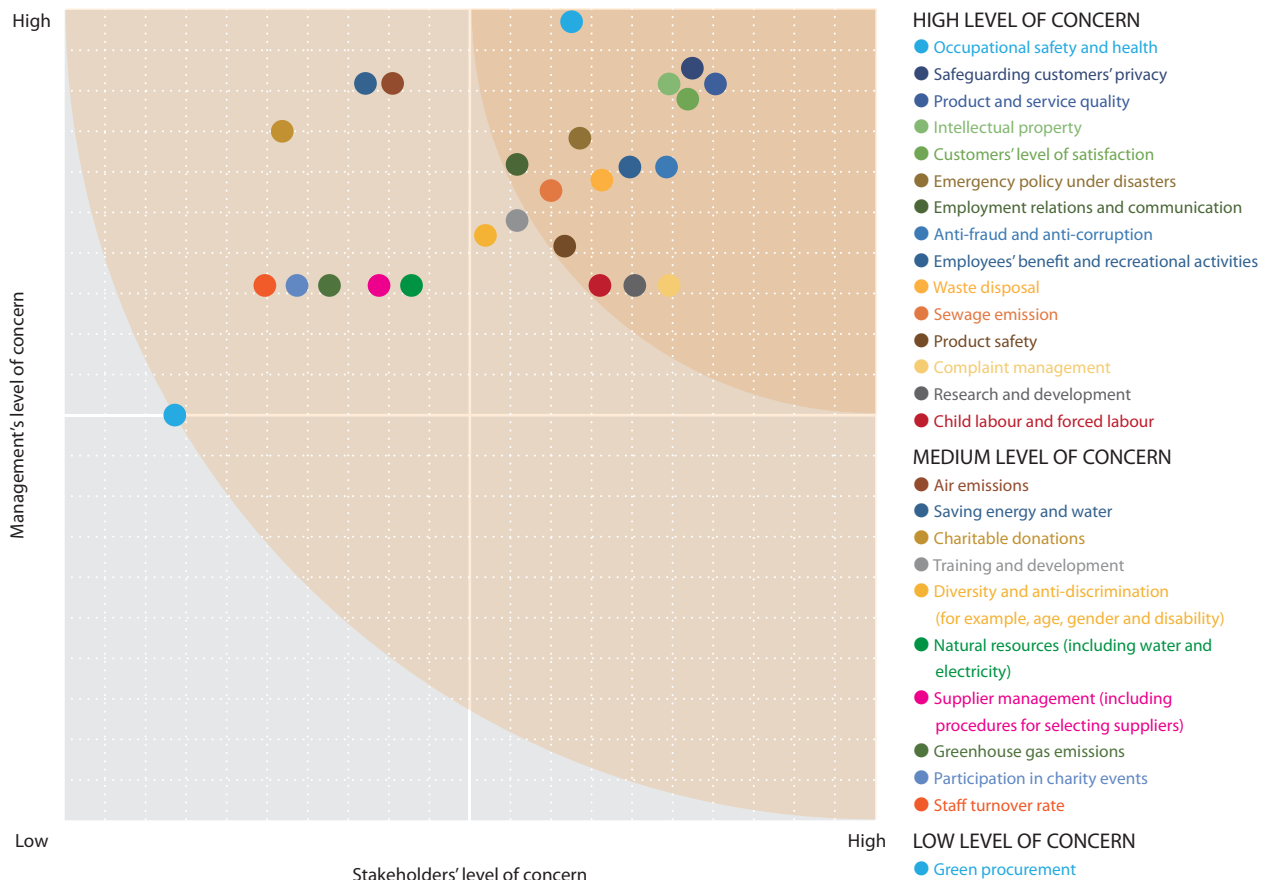 High
Management's level of concern
Low
High
Stakeholders' level of concern
HIGH LEVEL OF CONCERN
Occupational safety and health
Safeguarding customers' privacy
Product and service quality
Intellectual property
Customers' level of satisfaction
Emergency policy under disasters
Employment relations and communication
Anti-fraud and anti-corruption
Employees' benefit and recreational activities
Waste disposal
Sewage emission
Product safety
Complaint management
Research and development
Child labour and forced labour
MEDIUM LEVEL OF CONCERN
Air emissions
Saving energy and water
Charitable donations
Training and development
Diversity and anti-discrimination
(for example, age, gender and disability)
Natural resources (including water and
electricity)
Supplier management (including
procedures for selecting suppliers)
Greenhouse gas emissions
Participation in charity events
Staff turnover rate
LOW LEVEL OF CONCERN
Green procurement